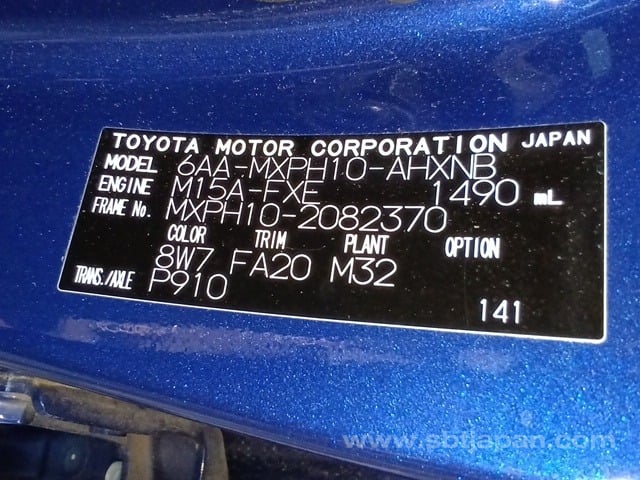 TOYOTA MOTOR CORPORATION JAPAN
MODEL 6AA-MXPH10-AHXNB
ENGINE M15A-FXE 1490 mL
FRAME No. MXPH10-2082370
COLOR TRIM PLANT OPTION
8W7 FA20 M32
TRANS./AXLE P910
141
www.sbtjapan.com